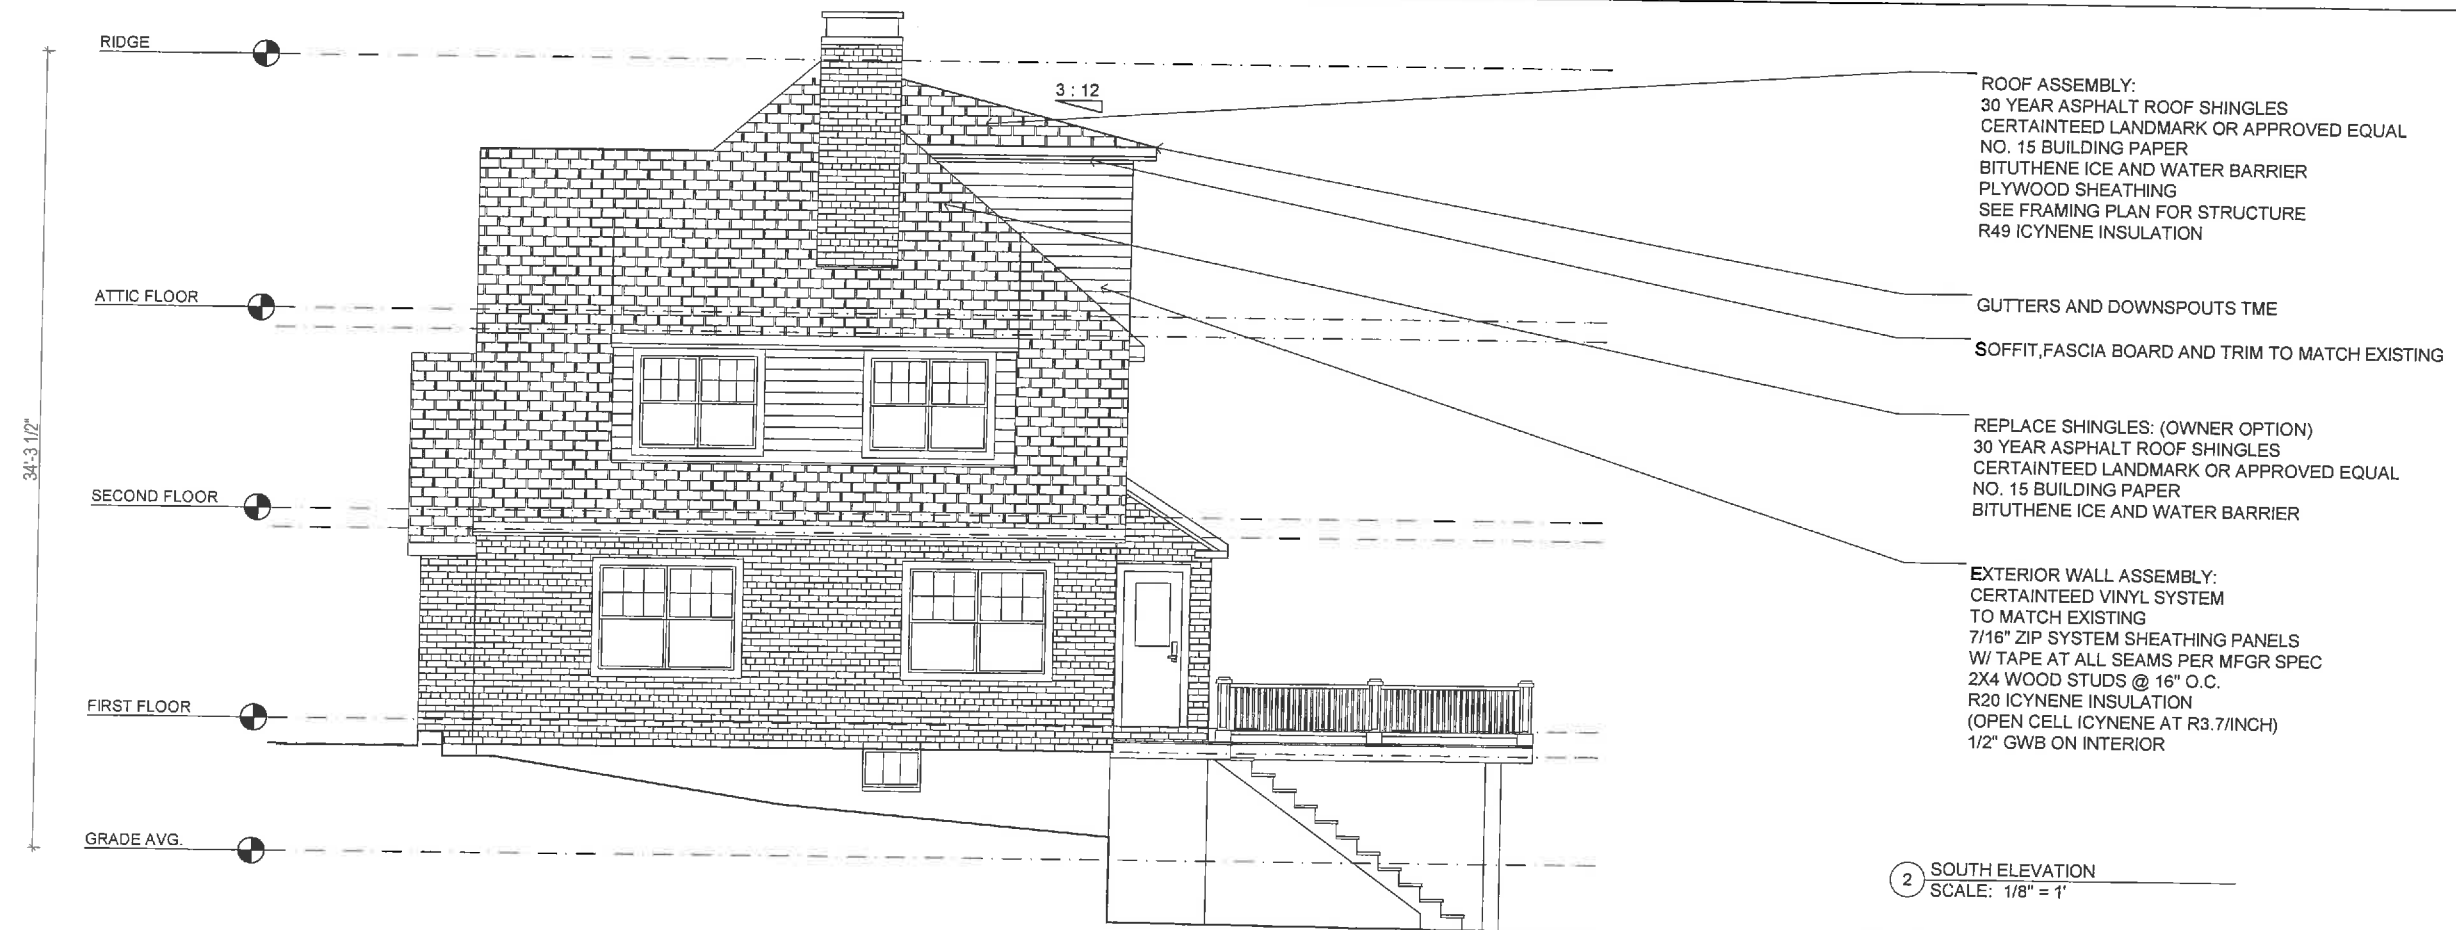 RIDGE
3 : 12
ATTIC FLOOR
34'-3 1/2"
SECOND FLOOR
FIRST FLOOR
GRADE AVG.
ROOF ASSEMBLY:
30 YEAR ASPHALT ROOF SHINGLES
CERTAINTEED LANDMARK OR APPROVED EQUAL
NO. 15 BUILDING PAPER
BITUTHENE ICE AND WATER BARRIER
PLYWOOD SHEATHING
SEE FRAMING PLAN FOR STRUCTURE
R49 ICYNENE INSULATION
GUTTERS AND DOWNSPOUTS TME
SOFFIT,FASCIA BOARD AND TRIM TO MATCH EXISTING
REPLACE SHINGLES: (OWNER OPTION)
30 YEAR ASPHALT ROOF SHINGLES
CERTAINTEED LANDMARK OR APPROVED EQUAL
NO. 15 BUILDING PAPER
BITUTHENE ICE AND WATER BARRIER
EXTERIOR WALL ASSEMBLY:
CERTAINTEED VINYL SYSTEM
TO MATCH EXISTING
7/16" ZIP SYSTEM SHEATHING PANELS
W/ TAPE AT ALL SEAMS PER MFGR SPEC
2X4 WOOD STUDS @ 16" O.C.
R20 ICYNENE INSULATION
(OPEN CELL ICYNENE AT R3.7/INCH)
1/2" GWB ON INTERIOR
2 SOUTH ELEVATION
SCALE: 1/8" = 1'